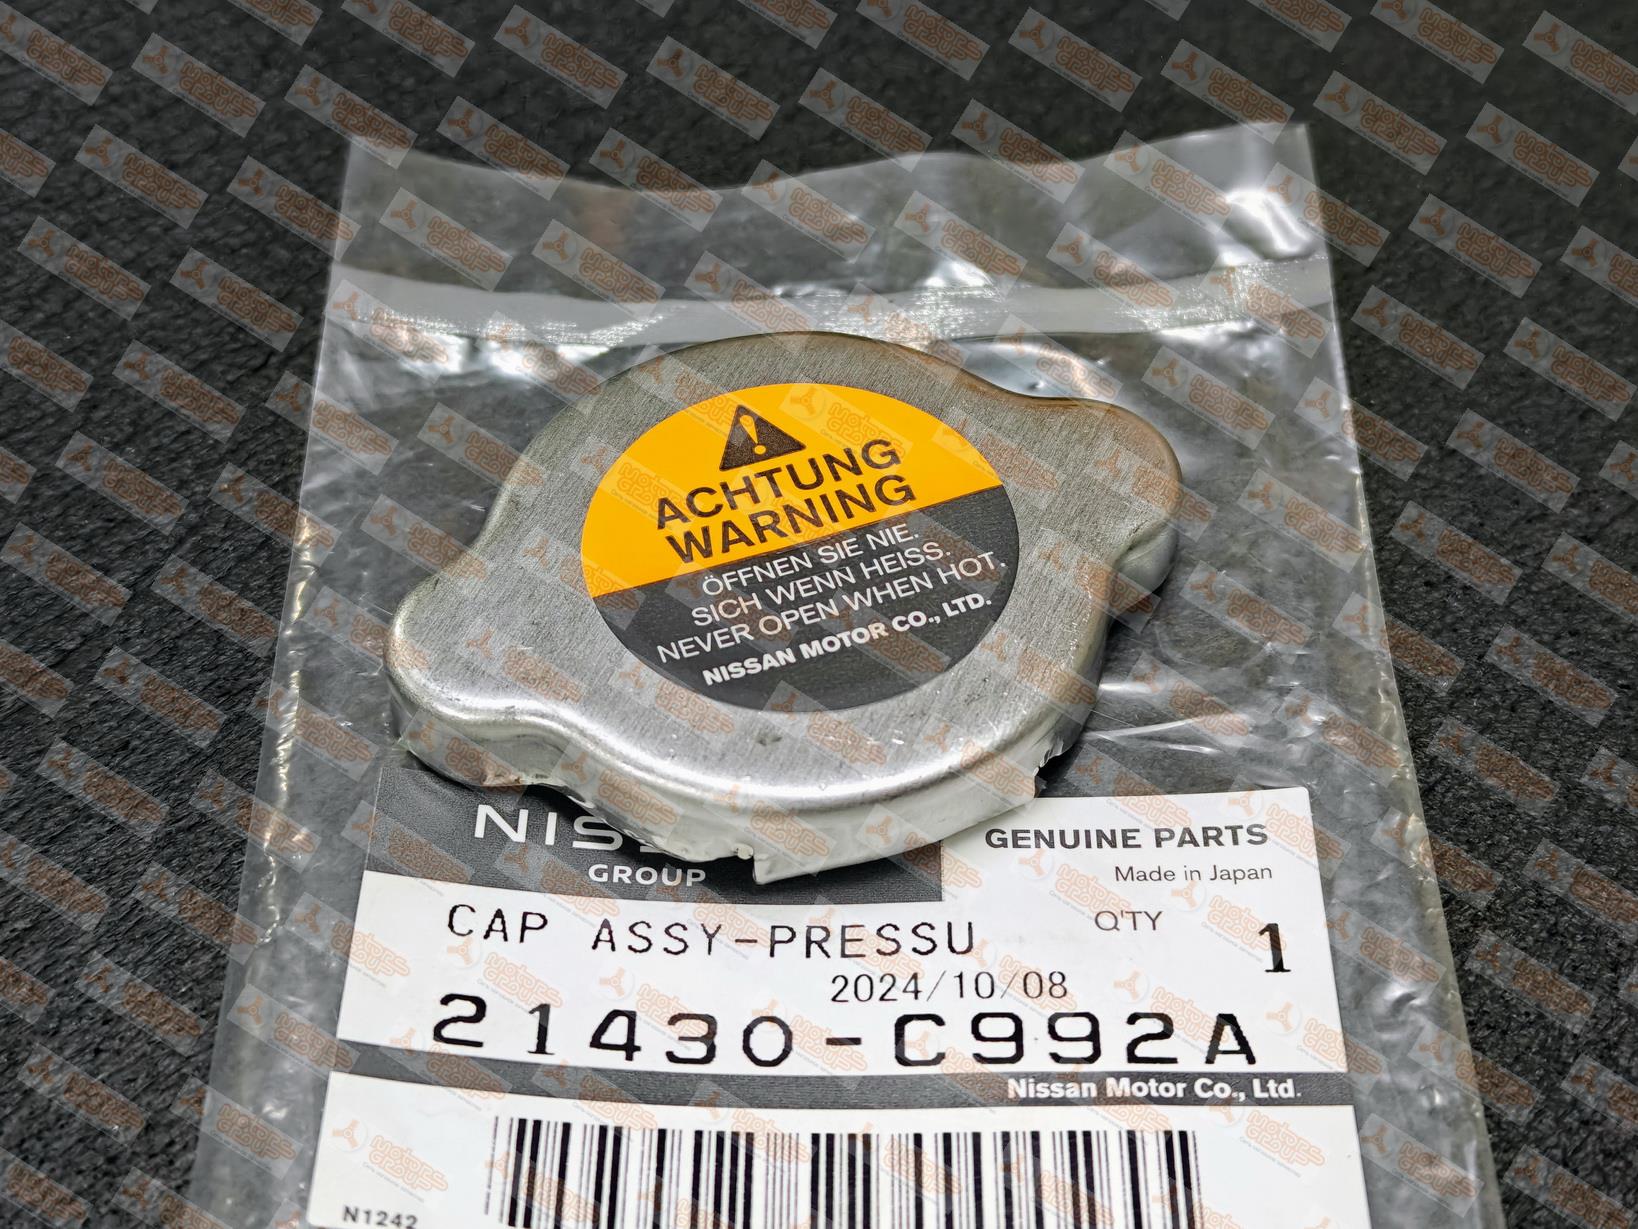 ACHTUNG
WARNING
ÖFFNEN SIE NIE.
SICH WENN HEISS.
NEVER OPEN WHEN HOT.
NISSAN MOTOR CO., LTD.
GROUP
GENUINE PARTS
Made in Japan
CAP ASSY-PRESSU
Q'TY
1
2024/10/08
21430-C992A
Nissan Motor Co., Ltd.
N1242